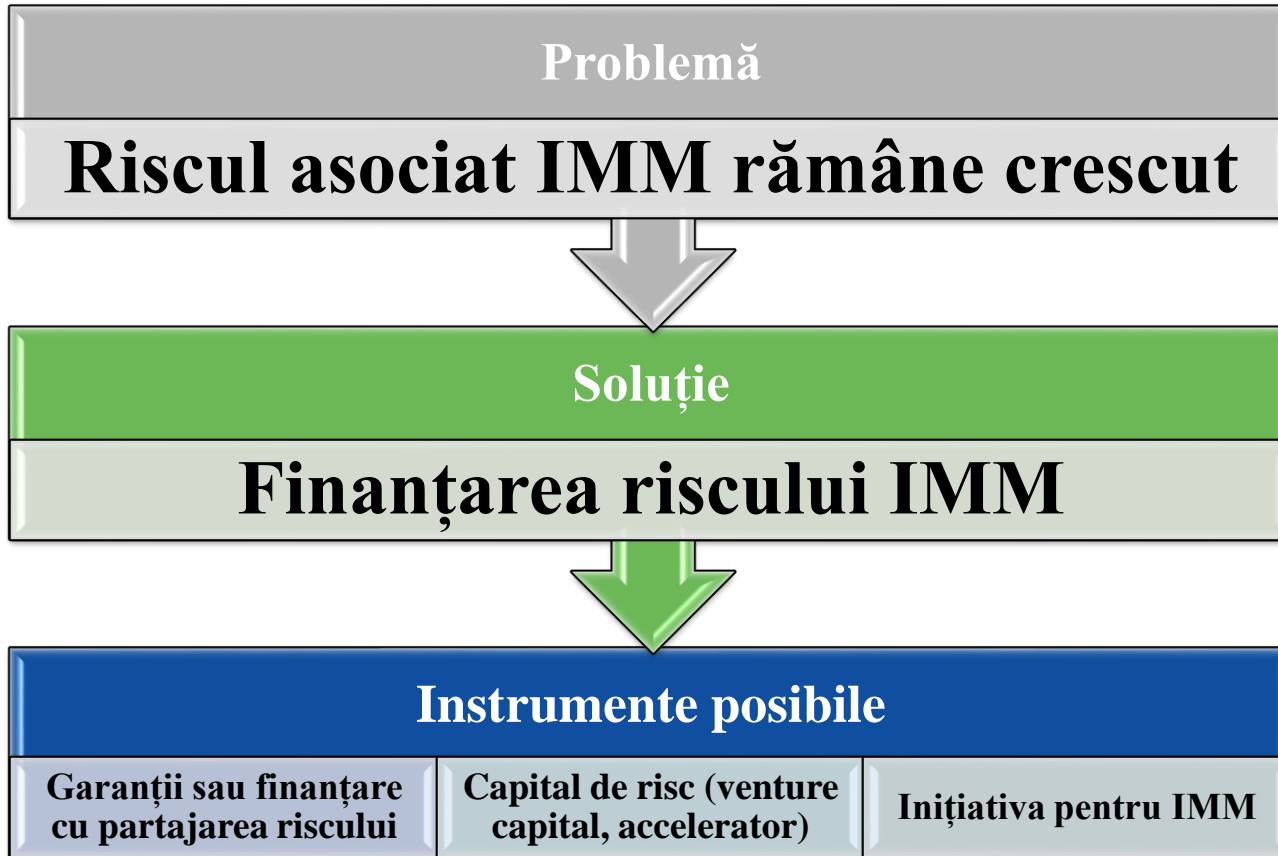 Problemă
Riscul asociat IMM rămâne crescut
Soluție
Finanțarea riscului IMM
Instrumente posibile
Garanții sau finanțare
cu partajarea riscului
Capital de risc (venture
capital, accelerator)
Inițiativa pentru IMM